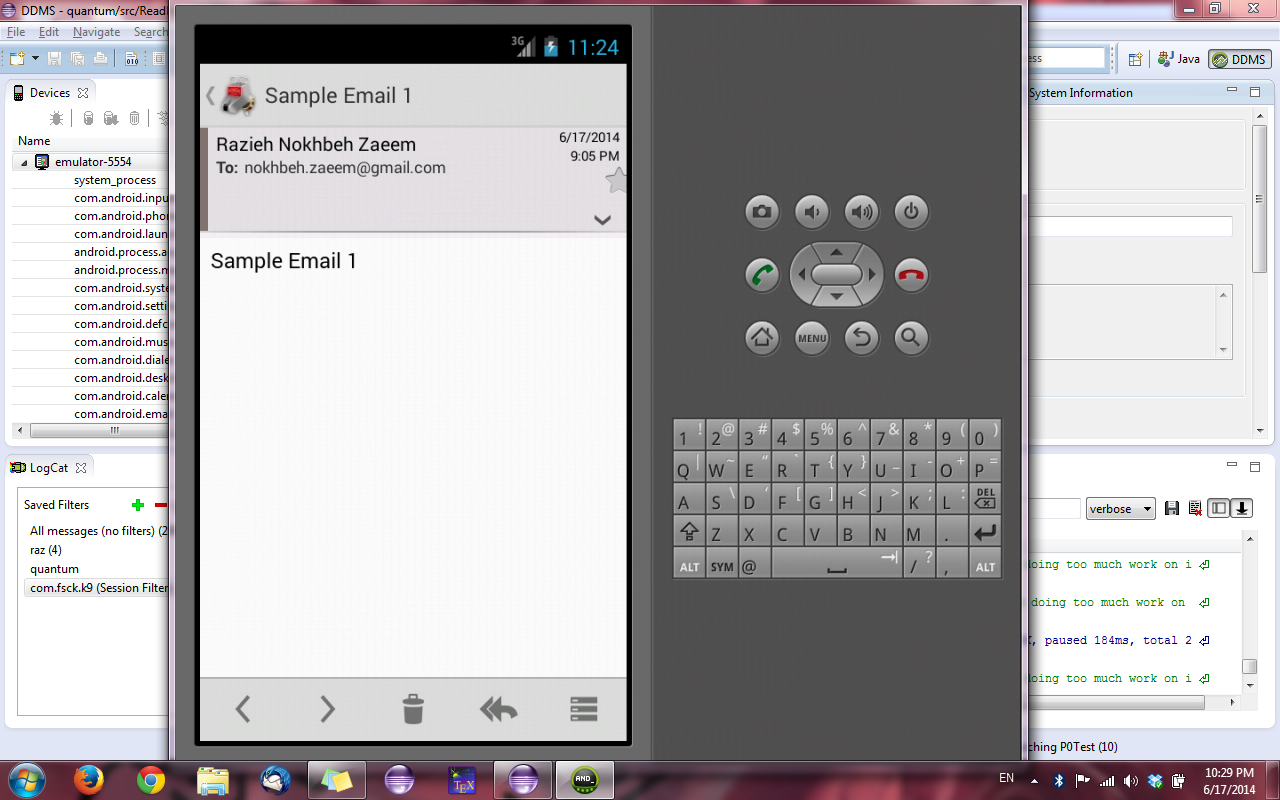 DDMS - quantum/src/Read
File Edit Navigate Search
Java DDMS
Devices
Name
emulator-5554
system_process
com.android.inpu
com.android.phon
com.android.laun
android.process.a
android.process.m
com.android.syste
com.android.setti
com.android.defc
com.android.mus
com.android.diale
com.android.desk
com.android.caler
com.android.ema
LogCat
Saved Filters
All messages (no filters) (2
raz (4)
quantum
com.fsck.k9 (Session Filter
3G 11:24
Sample Email 1
Razieh Nokhbeh Zaeem
6/17/2014
To: nokhbeh.zaeem@gmail.com
9:05 PM
Sample Email 1
MENU
1 ! 2 @ 3 # 4 $ 5 % 6 ^ 7 & 8 * 9 ( 0 )
Q | W ~ E “ R ` T { Y } U _ I - O + P =
A S \ D ‘ F [ G ] H < J > K ; L : DEL
Z X C V B N M .
ALT SYM @ / ? , ALT
System Information
verbose
doing too much work on i
doing too much work on
, paused 184ms, total 2
doing too much work on i
ching P0Test (10)
TEX
AND_
EN
10:29 PM
6/17/2014